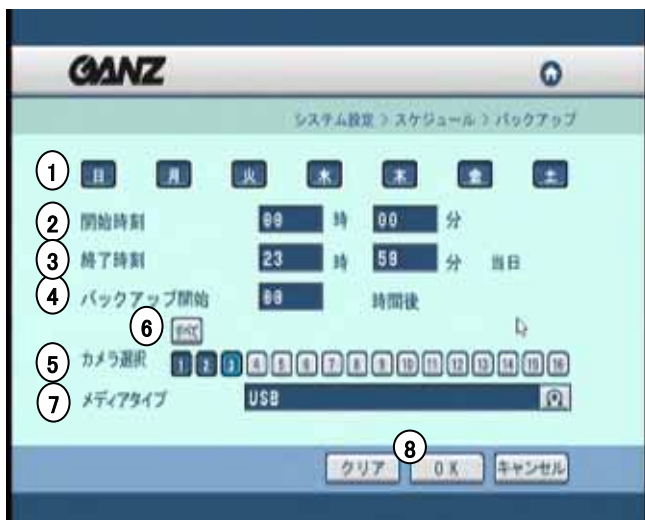 GANZ
システム設定 > スケジュール > バックアップ
① 日 月 火 水 木 金 土
② 開始時刻 00 時 00 分
③ 終了時刻 23 時 59 分 当日
④ バックアップ開始 00 時間後
⑥ すべて
⑤ カメラ選択 1 2 3 4 5 6 7 8 9 10 11 12 13 14 15 16
⑦ メディアタイプ USB
⑧
クリア OK キャンセル